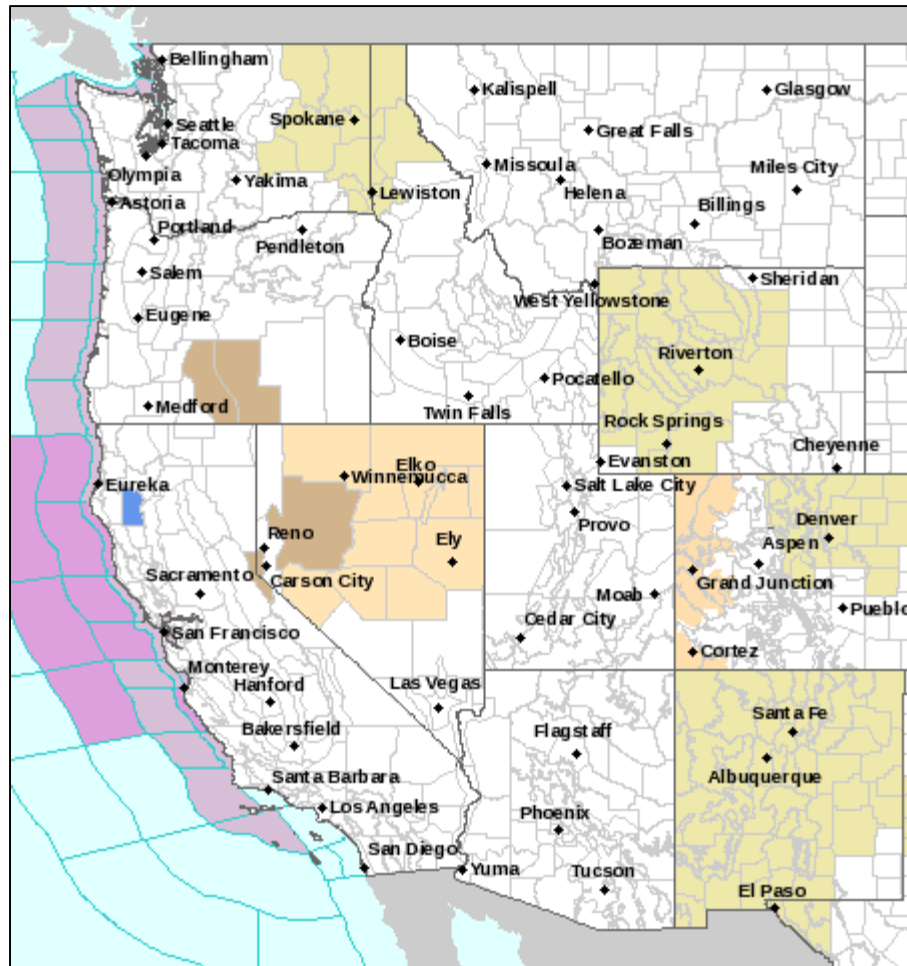 Bellingham
Kalispell
Glasgow
Spokane
Seattle
Great Falls
Tacoma
Olympia
Missoula
Miles City
Yakima
Lewiston
Helena
Astoria
Billings
Portland
Pendleton
Bozeman
Salem
Sheridan
West Yellowstone
Eugene
Boise
Riverton
Pocatello
Medford
Twin Falls
Rock Springs
Cheyenne
Elko
Evanston
Winnemucca
Eureka
Salt Lake City
Provo
Denver
Reno
Ely
Aspen
Sacramento
Carson City
Grand Junction
Moab
Pueblo
Cedar City
San Francisco
Cortez
Monterey
Hanford
Las Vegas
Santa Fe
Bakersfield
Flagstaff
Albuquerque
Santa Barbara
Los Angeles
Phoenix
San Diego
Yuma
Tucson
El Paso